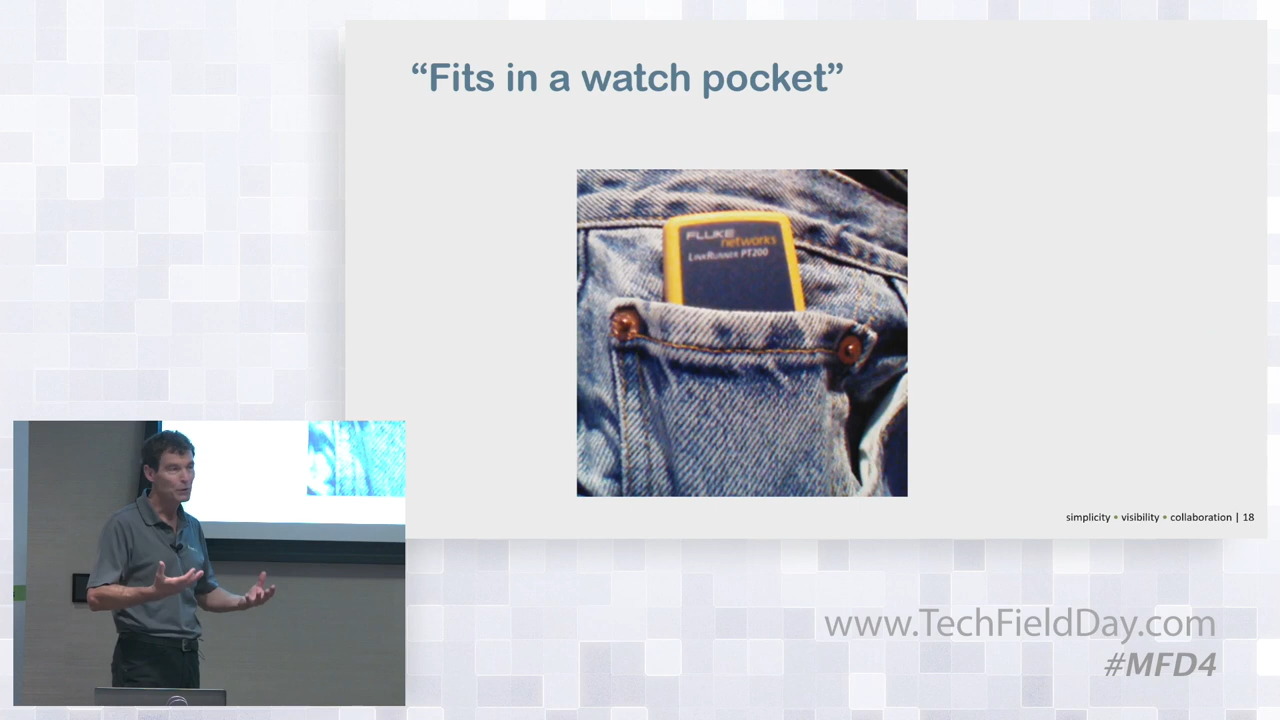 “Fits in a watch pocket”
FLUKE
networks
LINKRUNNER PT200
simplicity • visibility • collaboration | 18
www.TechFieldDay.com
#MFD4